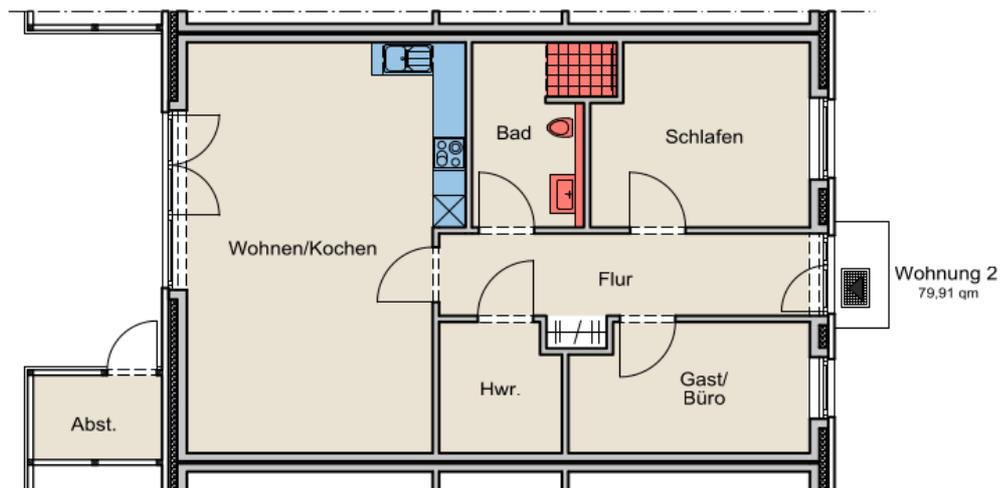 Bad
Schlafen
Wohnen/Kochen
Flur
Wohnung 2
79,91 qm
Hwr.
Gast/
Büro
Abst.